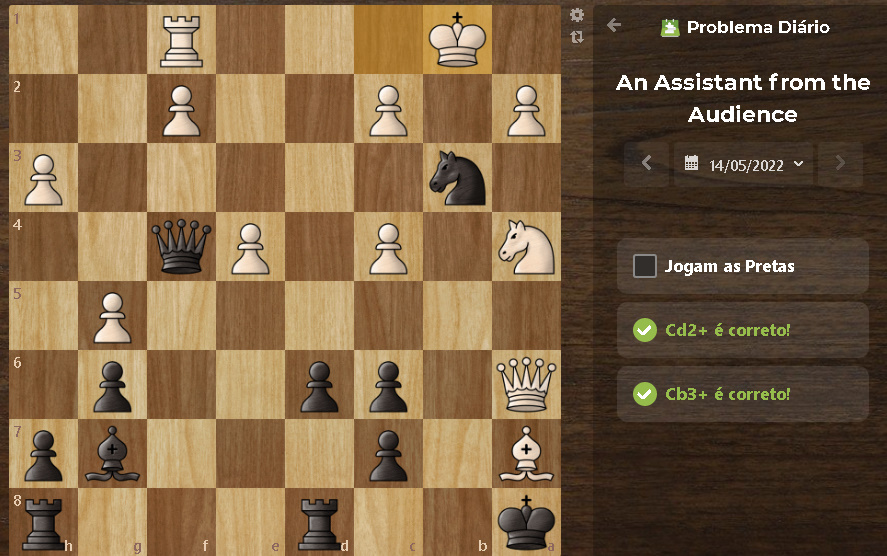 Problema Diário
An Assistant from the
Audience
14/05/2022
Jogam as Pretas
Cd2+ é correto!
Cb3+ é correto!
1
2
3
4
5
6
7
8
h g f e d c b a